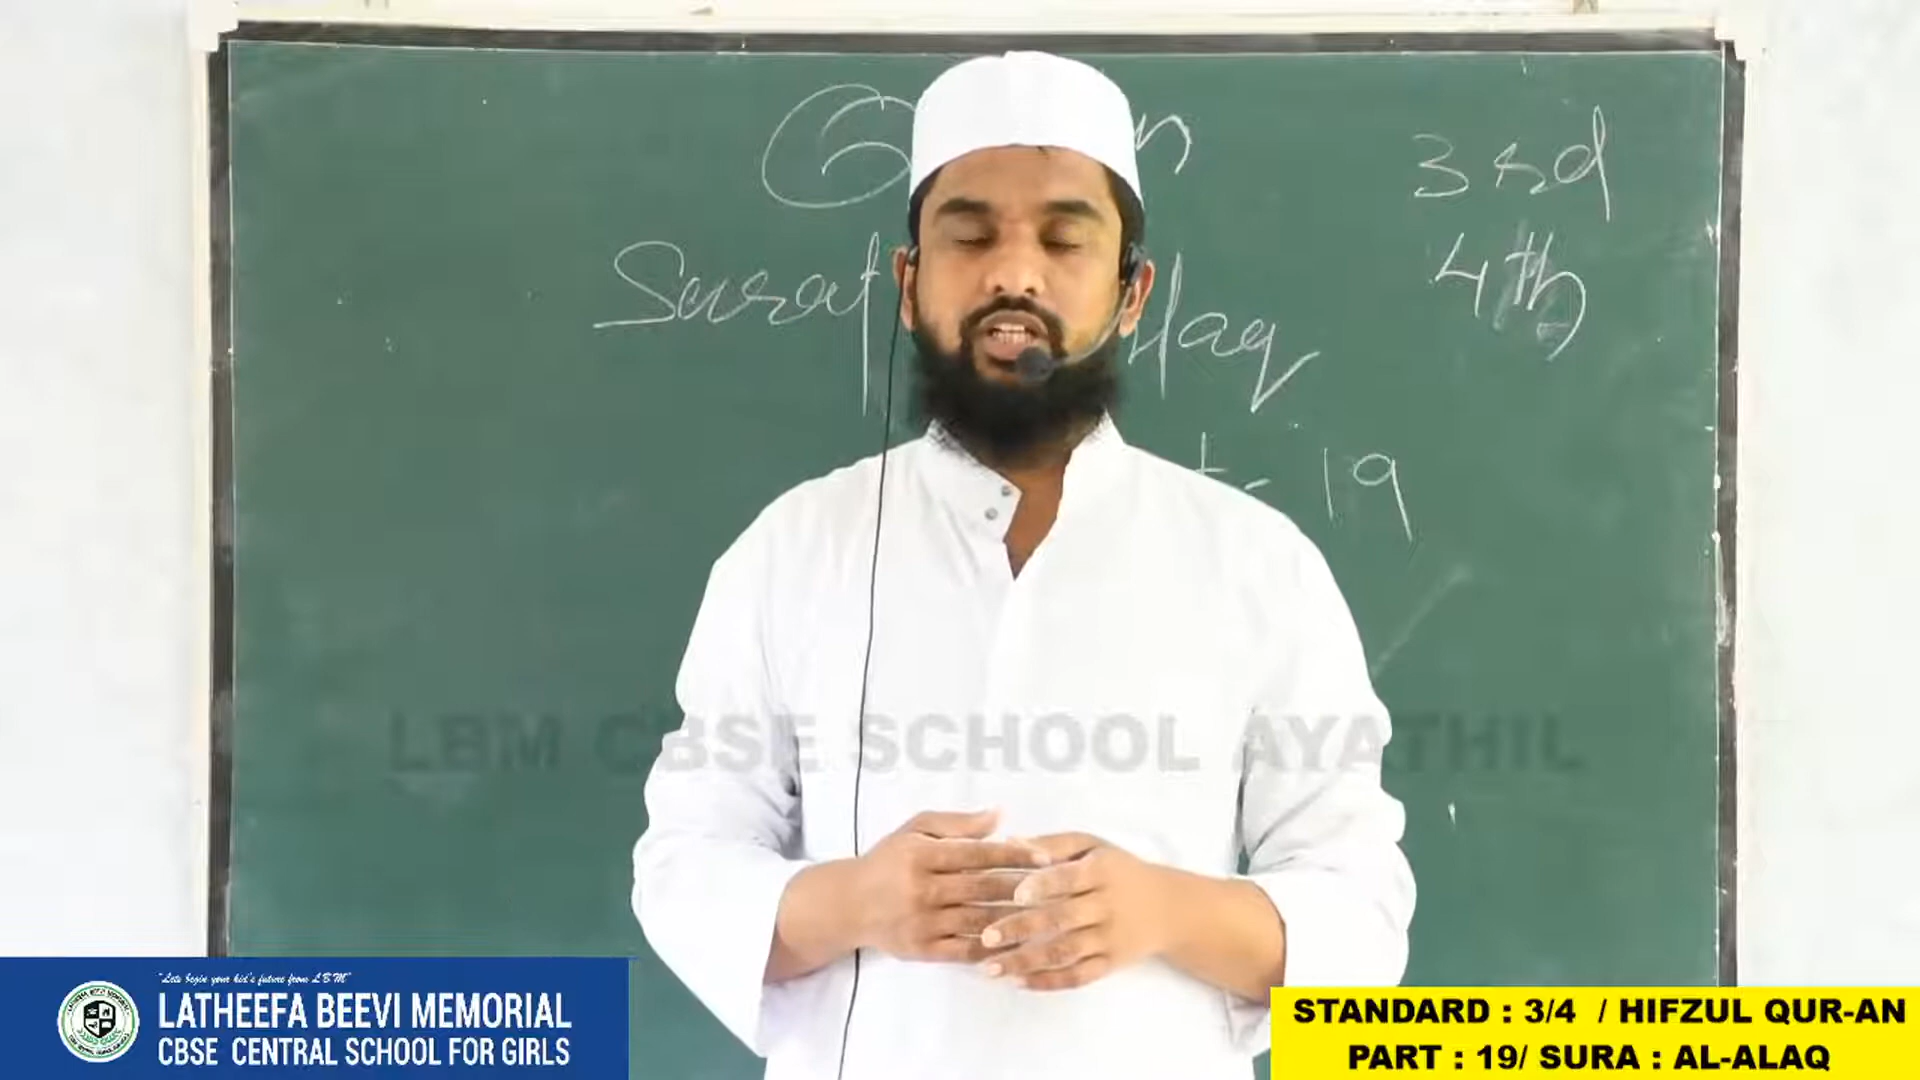 3rd
4th
Surat
19
LBM CBSE SCHOOL AYATHIL
"Lets begin your kid's future from LBM"
LATHEEFA BEEVI MEMORIAL
CBSE CENTRAL SCHOOL FOR GIRLS
STANDARD : 3/4 / HIFZUL QUR-AN
PART : 19/ SURA : AL-ALAQ